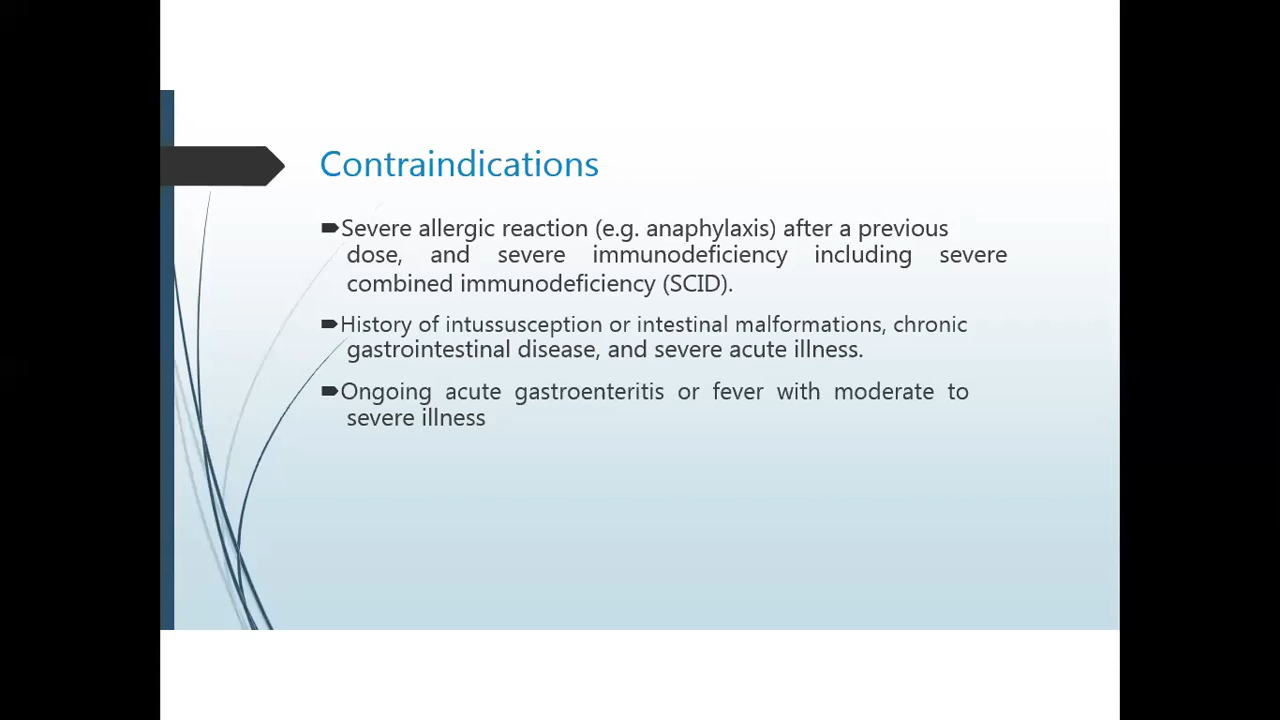 Contraindications
Severe allergic reaction (e.g. anaphylaxis) after a previous
dose, and severe immunodeficiency including severe
combined immunodeficiency (SCID).
History of intussusception or intestinal malformations, chronic
gastrointestinal disease, and severe acute illness.
Ongoing acute gastroenteritis or fever with moderate to
severe illness